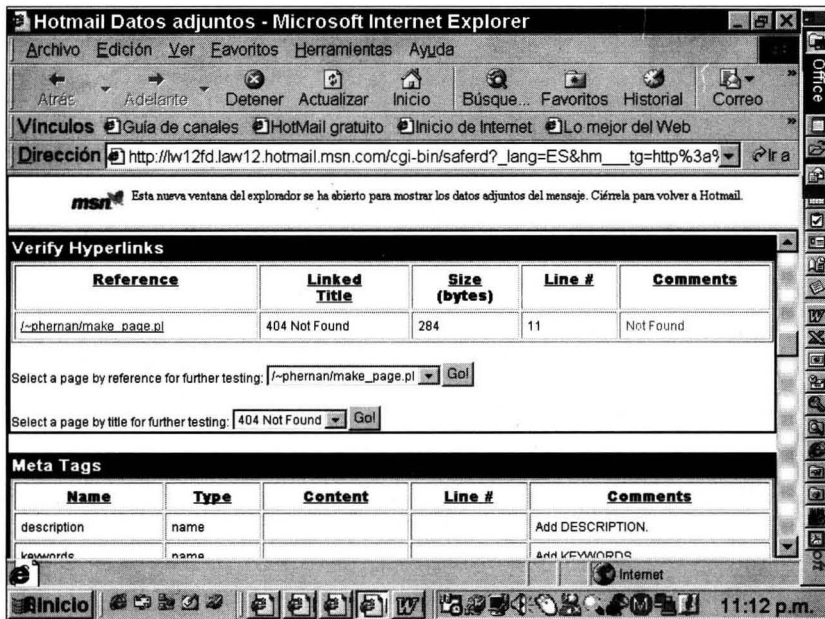 Hotmail Datos adjuntos - Microsoft Internet Explorer
Archivo Edición Ver Favoritos Herramientas Ayuda
Atrás Adelante Detener Actualizar Inicio Búsque... Favoritos Historial Correo »
Vínculos Guía de canales HotMail gratuito Inicio de Internet Lo mejor del Web »
Dirección http://lw12fd.law12.hotmail.msn.com/cgi-bin/saferd?_lang=ES&hm___tg=http%3a% Ir a
msn Esta nueva ventana del explorador se ha abierto para mostrar los datos adjuntos del mensaje. Ciérrela para volver a Hotmail.
Verify Hyperlinks
Reference Linked Title Size (bytes) Line # Comments
/~phernan/make_page.pl 404 Not Found 284 11 Not Found
Select a page by reference for further testing: /~phernan/make_page.pl Go!
Select a page by title for further testing: 404 Not Found Go!
Meta Tags
Name Type Content Line # Comments
description name Add DESCRIPTION.
keywords name Add KEYWORDS
Internet
Inicio W M 11:12 p.m.
Office